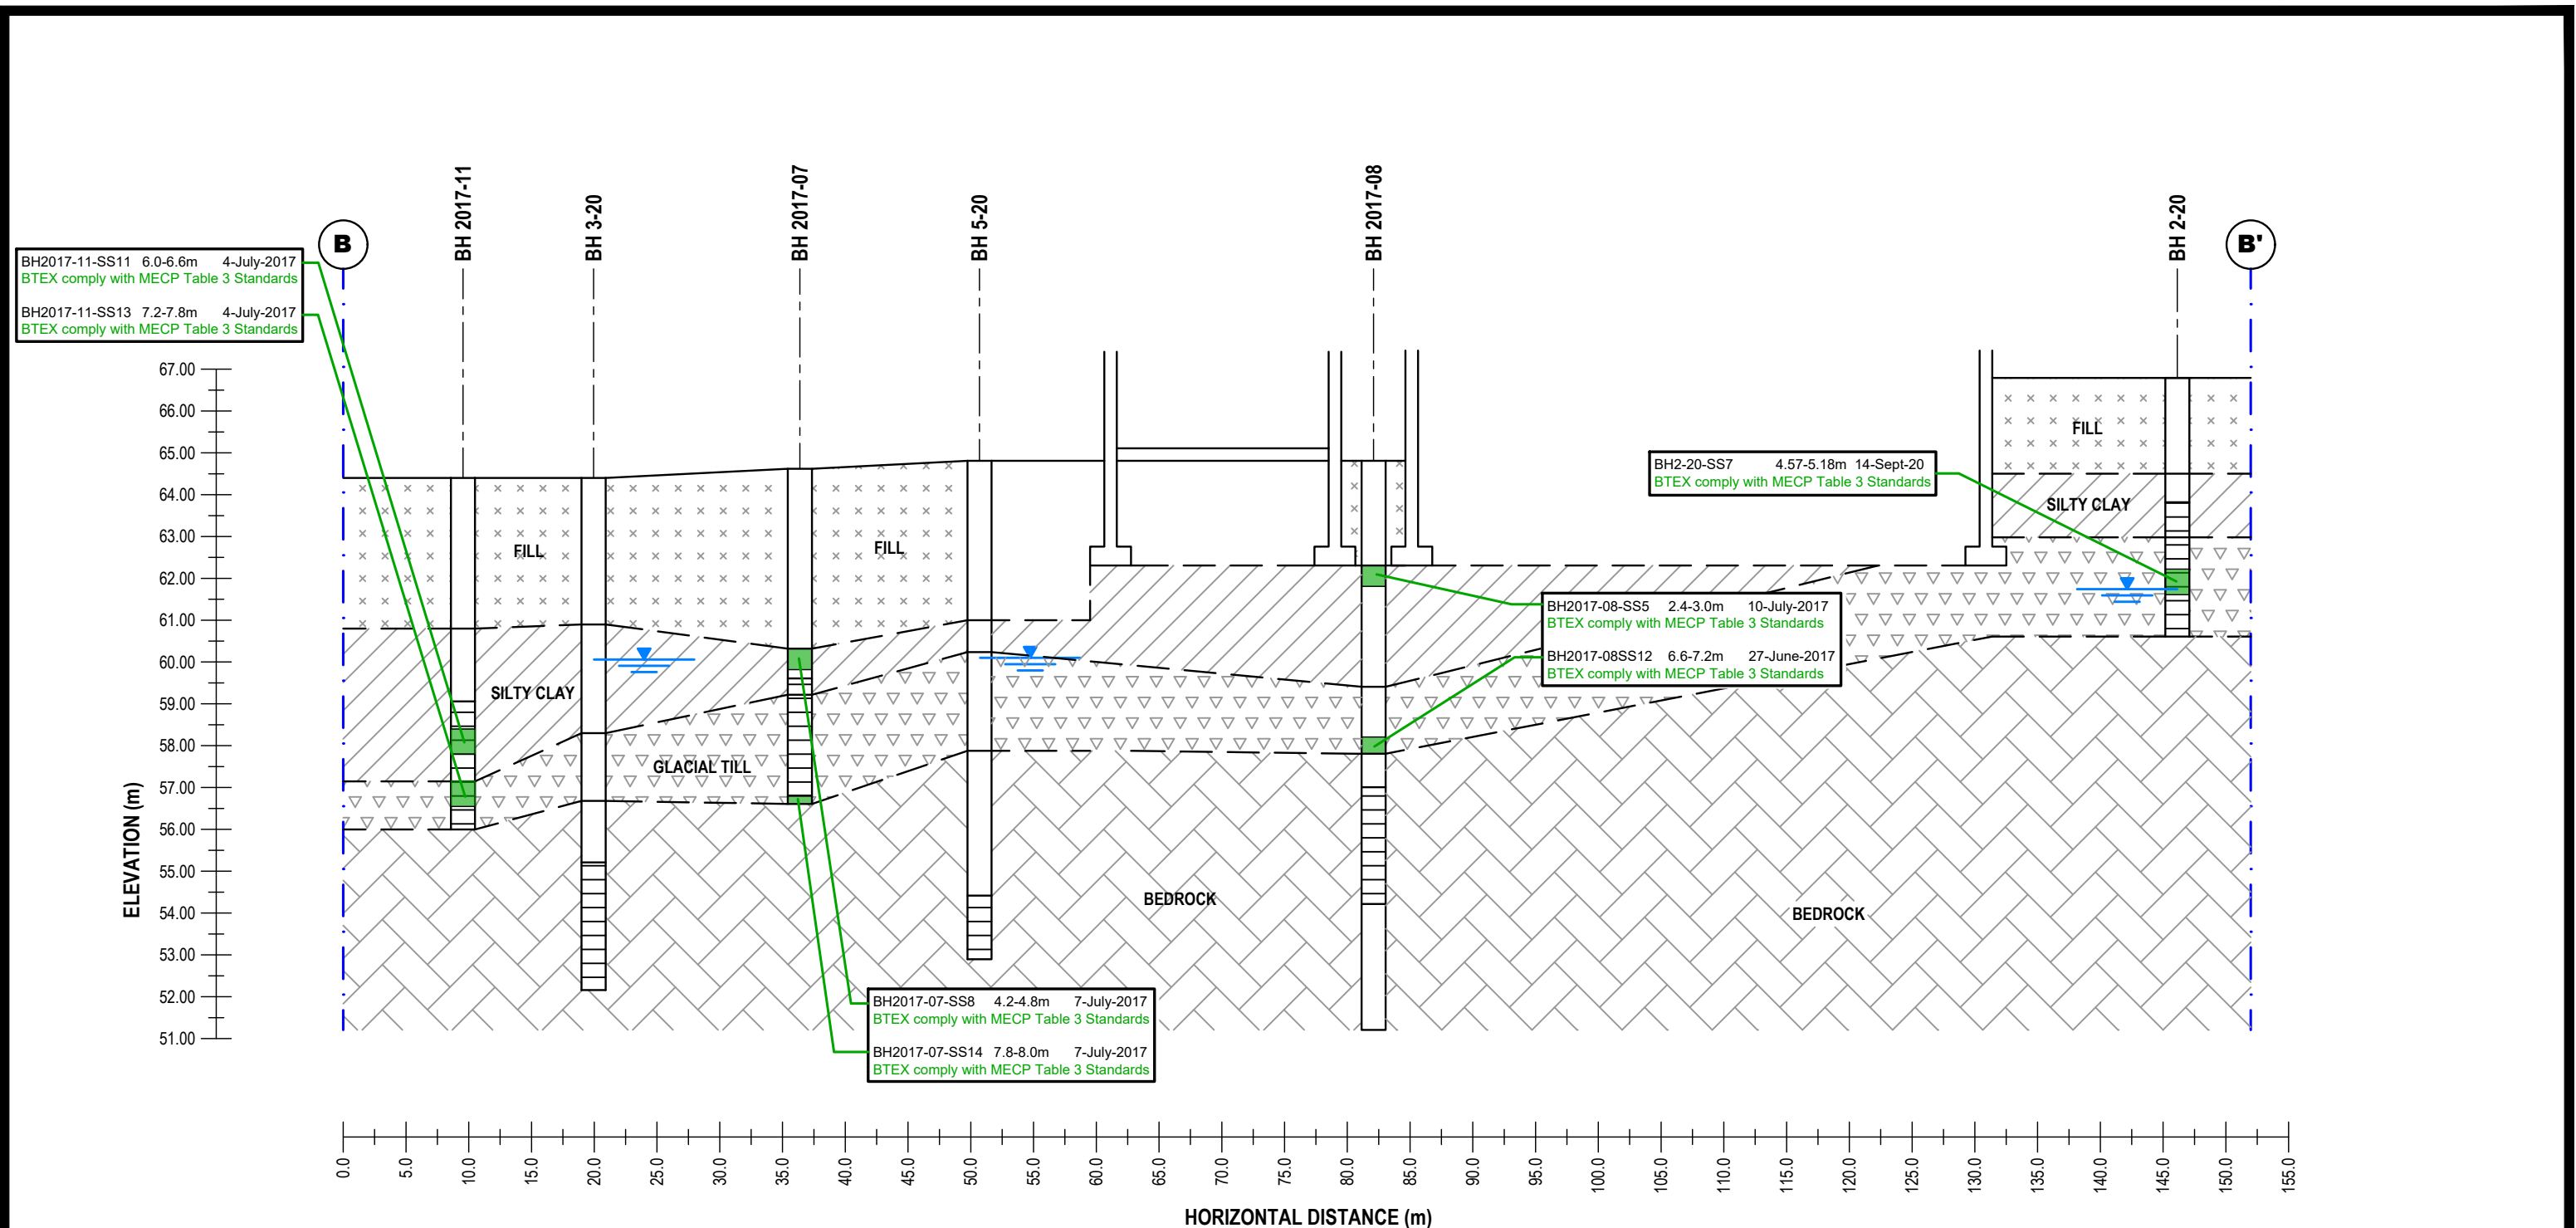 BH 2017-11
BH 3-20
BH 2017-07
BH 5-20
BH 2017-08
BH 2-20
B
B'
BH2017-11-SS11 6.0-6.6m 4-July-2017
BTEX comply with MECP Table 3 Standards
BH2017-11-SS13 7.2-7.8m 4-July-2017
BTEX comply with MECP Table 3 Standards
67.00
66.00
65.00
64.00
63.00
62.00
61.00
60.00
59.00
58.00
57.00
56.00
55.00
54.00
53.00
52.00
51.00
ELEVATION (m)
FILL
FILL
FILL
SILTY CLAY
SILTY CLAY
GLACIAL TILL
BEDROCK
BEDROCK
BH2-20-SS7 4.57-5.18m 14-Sept-20
BTEX comply with MECP Table 3 Standards
BH2017-08-SS5 2.4-3.0m 10-July-2017
BTEX comply with MECP Table 3 Standards
BH2017-08SS12 6.6-7.2m 27-June-2017
BTEX comply with MECP Table 3 Standards
BH2017-07-SS8 4.2-4.8m 7-July-2017
BTEX comply with MECP Table 3 Standards
BH2017-07-SS14 7.8-8.0m 7-July-2017
BTEX comply with MECP Table 3 Standards
0.0
5.0
10.0
15.0
20.0
25.0
30.0
35.0
40.0
45.0
50.0
55.0
60.0
65.0
70.0
75.0
80.0
85.0
90.0
95.0
100.0
105.0
110.0
115.0
120.0
125.0
130.0
135.0
140.0
145.0
150.0
155.0
HORIZONTAL DISTANCE (m)